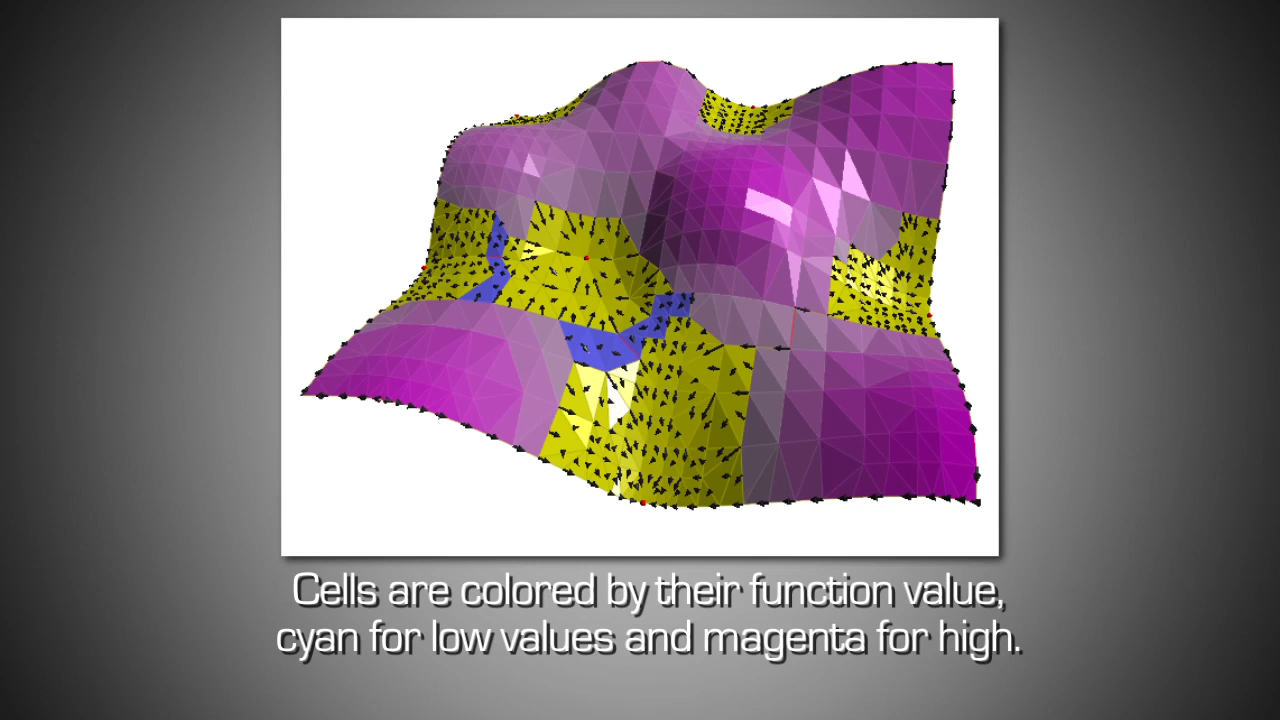 Cells are colored by their function value,
cyan for low values and magenta for high.